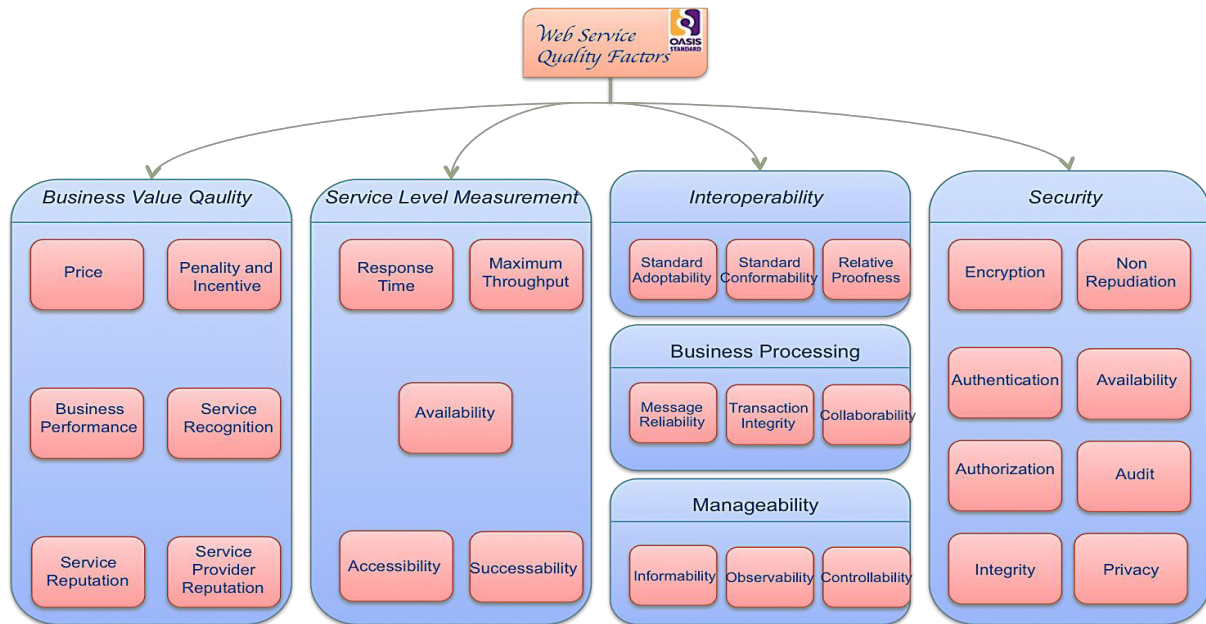 Web Service
Quality Factors
OASIS
STANDARD
Business Value Qaulity
Price
Penality and
Incentive
Business
Performance
Service
Recognition
Service
Reputation
Service
Provider
Reputation
Service Level Measurement
Response
Time
Maximum
Throughput
Availability
Accessibility
Successability
Interoperability
Standard
Adoptability
Standard
Conformability
Relative
Proofness
Business Processing
Message
Reliability
Transaction
Integrity
Collaborability
Manageability
Informability
Observability
Controllability
Security
Encryption
Non
Repudiation
Authentication
Availability
Authorization
Audit
Integrity
Privacy